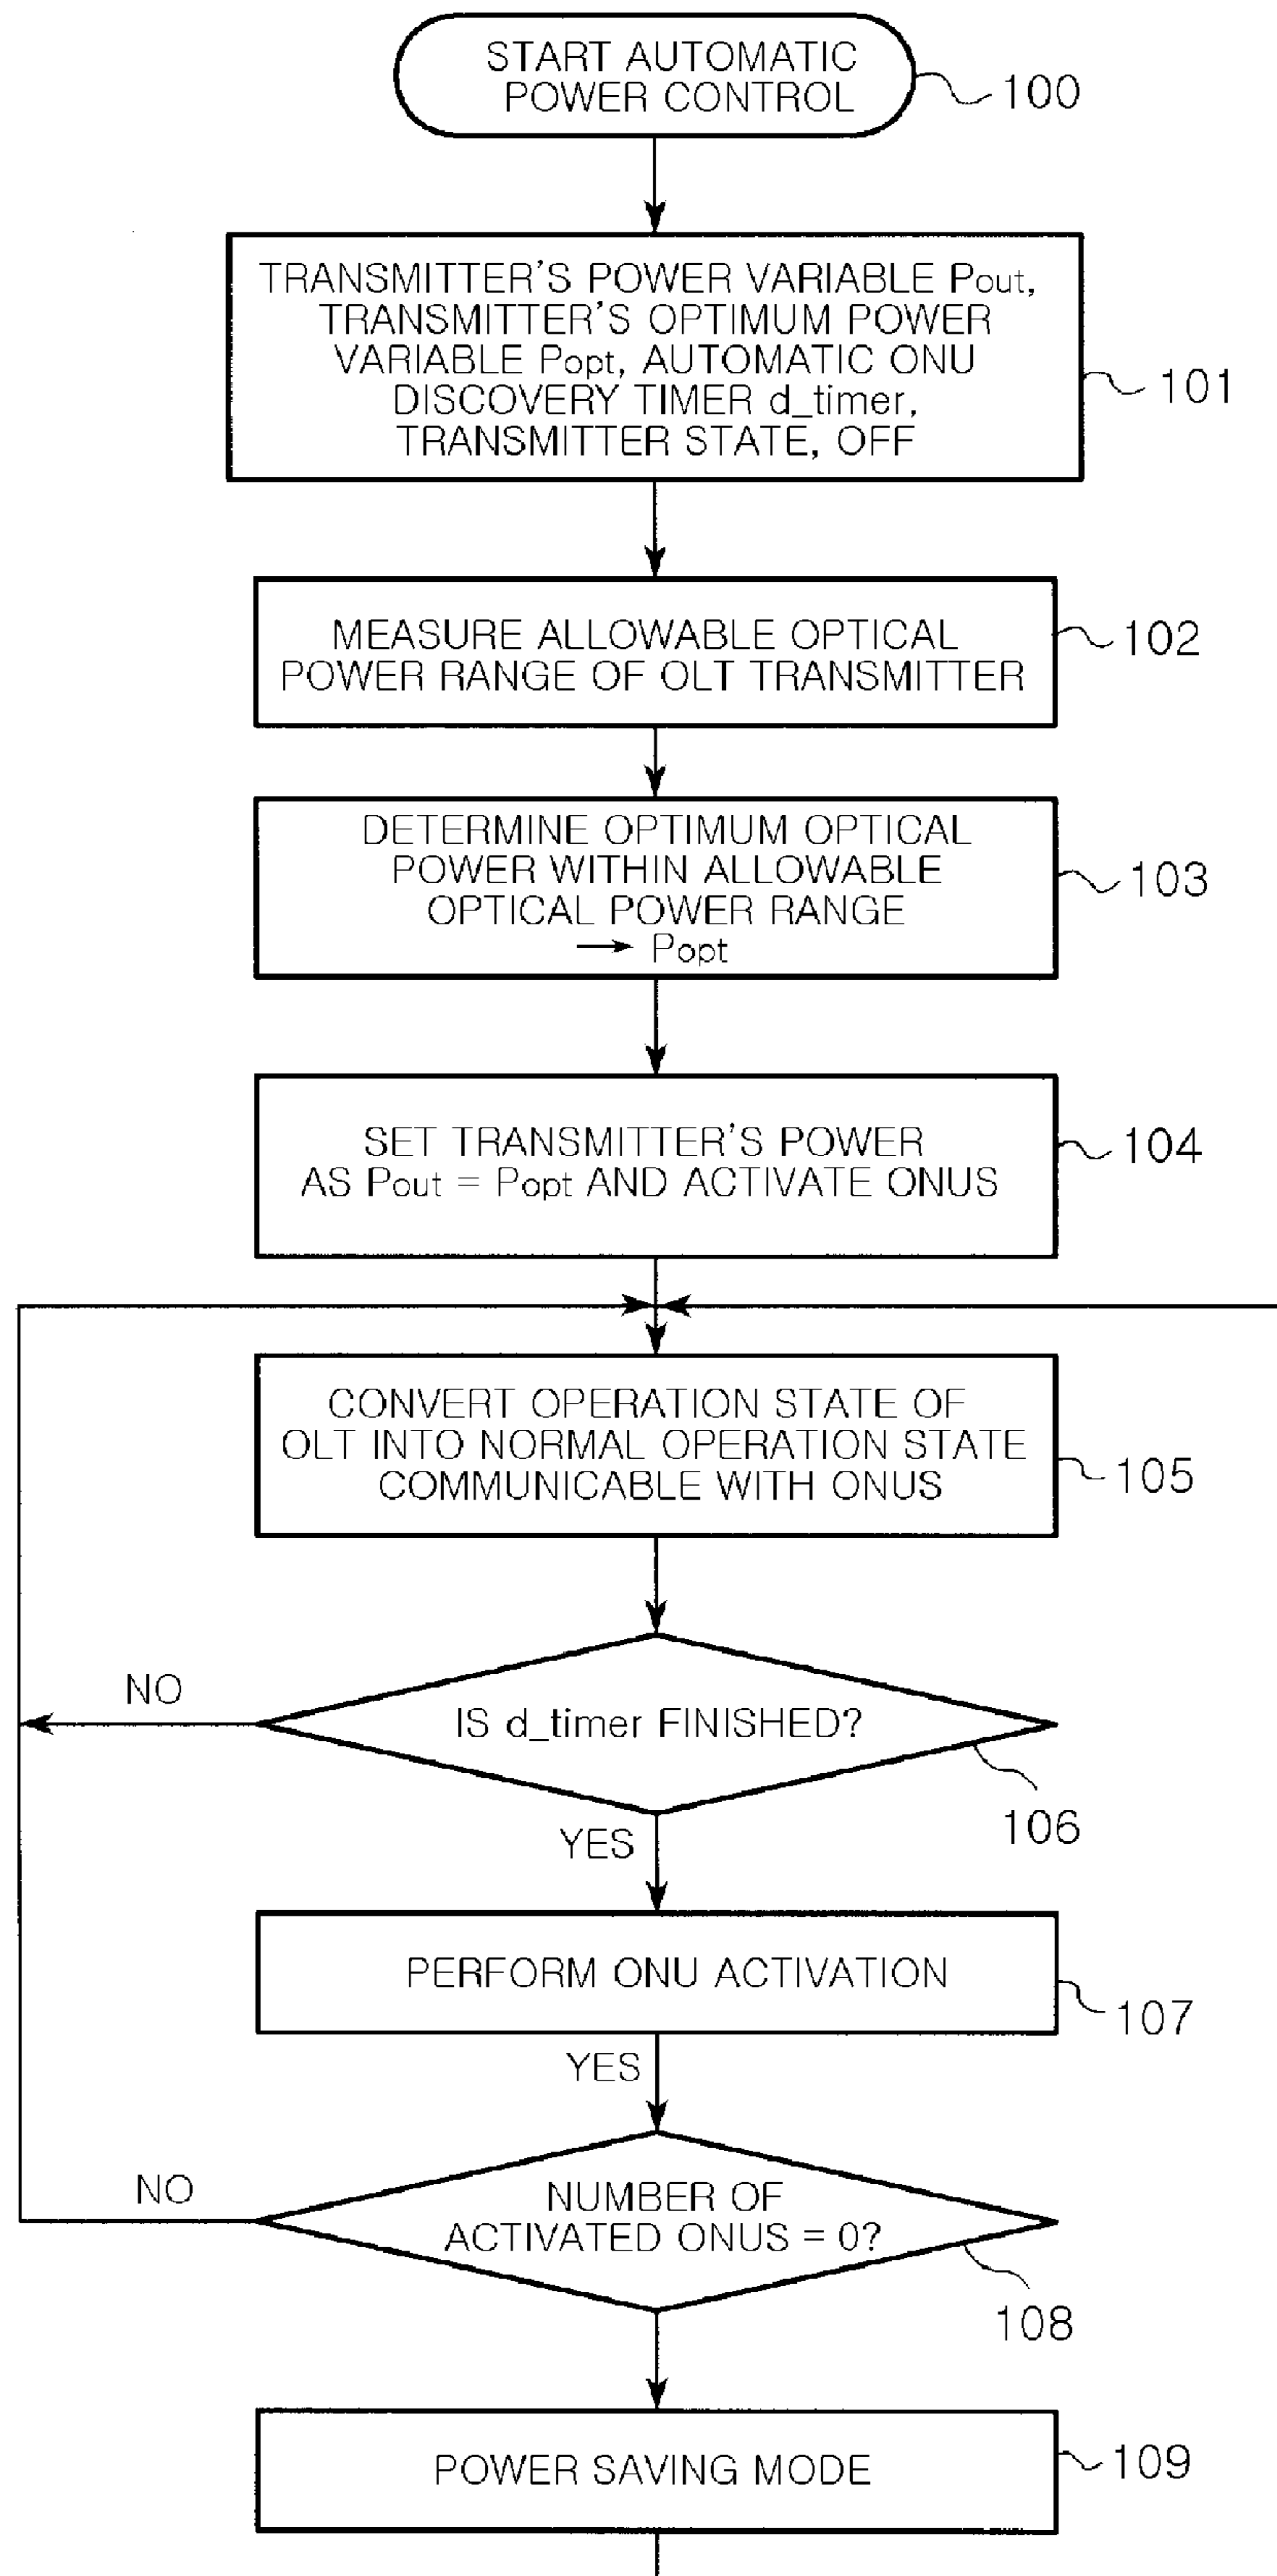 START AUTOMATIC
POWER CONTROL
100
TRANSMITTER'S POWER VARIABLE Pout,
TRANSMITTER'S OPTIMUM POWER
VARIABLE Popt, AUTOMATIC ONU
DISCOVERY TIMER d_timer,
TRANSMITTER STATE, OFF
101
MEASURE ALLOWABLE OPTICAL
POWER RANGE OF OLT TRANSMITTER
102
DETERMINE OPTIMUM OPTICAL
POWER WITHIN ALLOWABLE
OPTICAL POWER RANGE
→ Popt
103
SET TRANSMITTER'S POWER
AS Pout = Popt AND ACTIVATE ONUS
104
CONVERT OPERATION STATE OF
OLT INTO NORMAL OPERATION STATE
COMMUNICABLE WITH ONUS
105
NO
IS d_timer FINISHED?
106
YES
PERFORM ONU ACTIVATION
107
YES
NO
NUMBER OF
ACTIVATED ONUS = 0?
108
POWER SAVING MODE
109